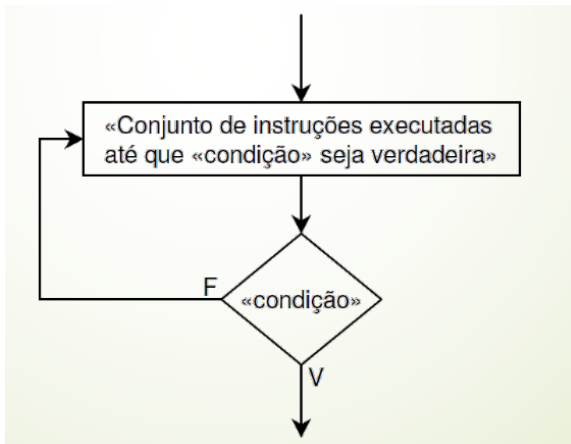 «Conjunto de instruções executadas
até que «condição» seja verdadeira»
F
«condição»
V